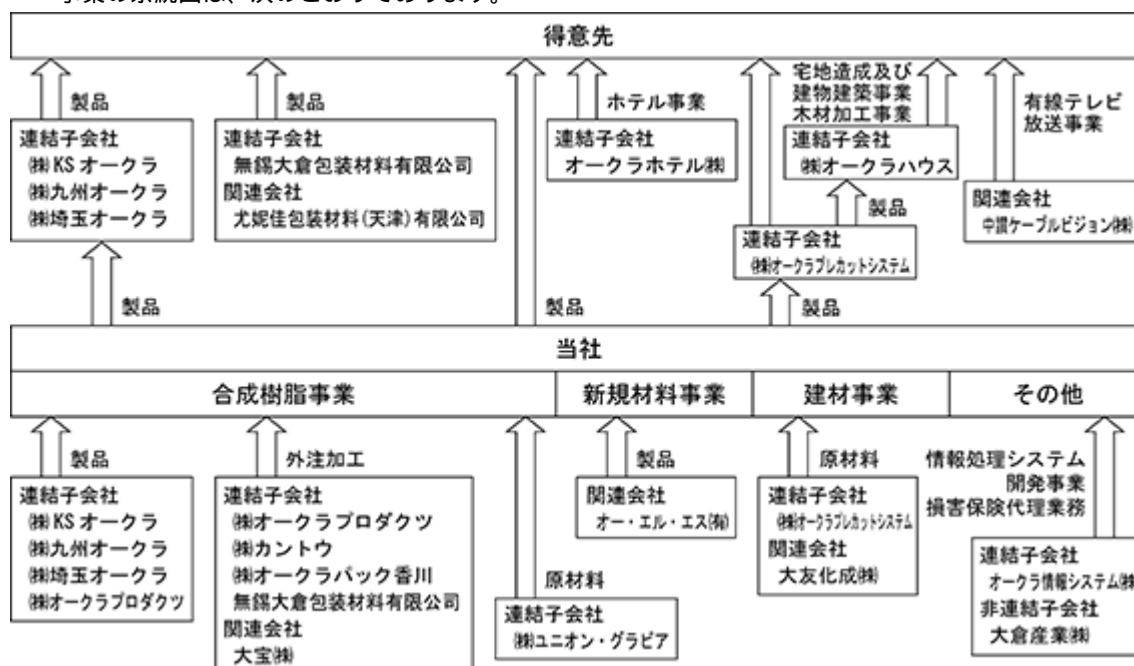 事業の系統図は、次のとおりであります。
得意先
製品
製品
ホテル事業
宅地造成及び
建物建築事業
木材加工事業
有線テレビ
放送事業
連結子会社
㈱KSオークラ
㈱九州オークラ
㈱埼玉オークラ
連結子会社
無錫大倉包装材料有限公司
関連会社
尤妮佳包装材料(天津)有限公司
連結子会社
オークラホテル㈱
連結子会社
㈱オークラハウス
関連会社
中讃ケーブルビジョン㈱
製品
連結子会社
㈱オークラプレカットシステム
製品
製品
製品
当社
合成樹脂事業
新規材料事業
建材事業
その他
製品
外注加工
製品
原材料
情報処理システム
開発事業
損害保険代理業務
連結子会社
㈱KSオークラ
㈱九州オークラ
㈱埼玉オークラ
㈱オークラプロダクツ
連結子会社
㈱オークラプロダクツ
㈱カントウ
㈱オークラパック香川
無錫大倉包装材料有限公司
関連会社
大宝㈱
原材料
連結子会社
㈱ユニオン・グラビア
関連会社
オー・エル・エス㈲
連結子会社
㈱オークラプレカットシステム
関連会社
大友化成㈱
連結子会社
オークラ情報システム㈱
非連結子会社
大倉産業㈱